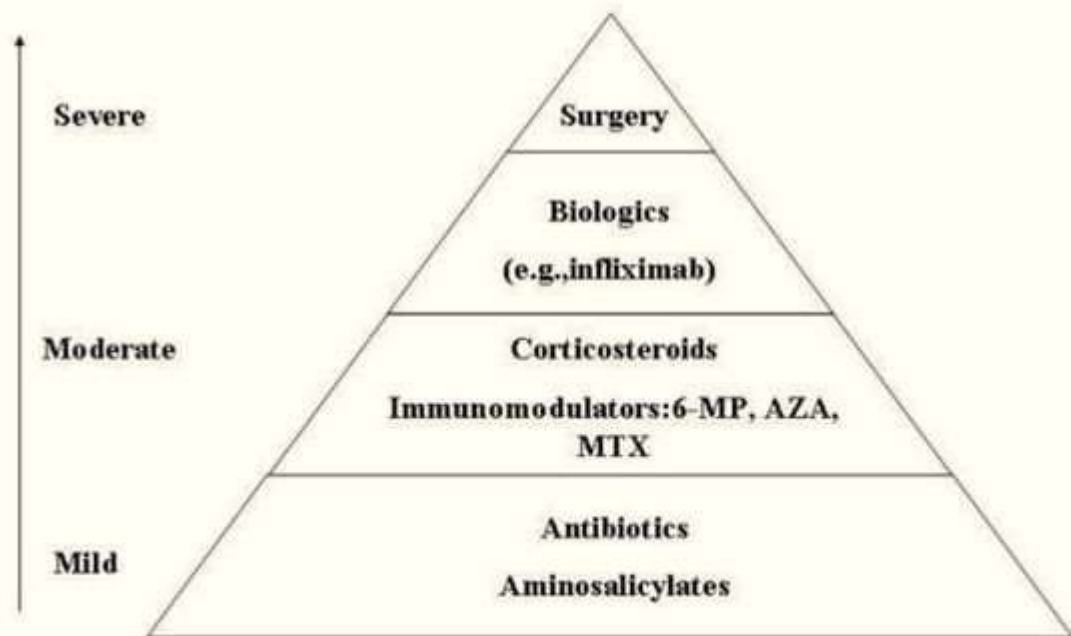 Severe
Surgery
Biologics
(e.g.,infliximab)
Moderate
Corticosteroids
Immunomodulators:6-MP, AZA,
MTX
Antibiotics
Mild
Aminosalicylates